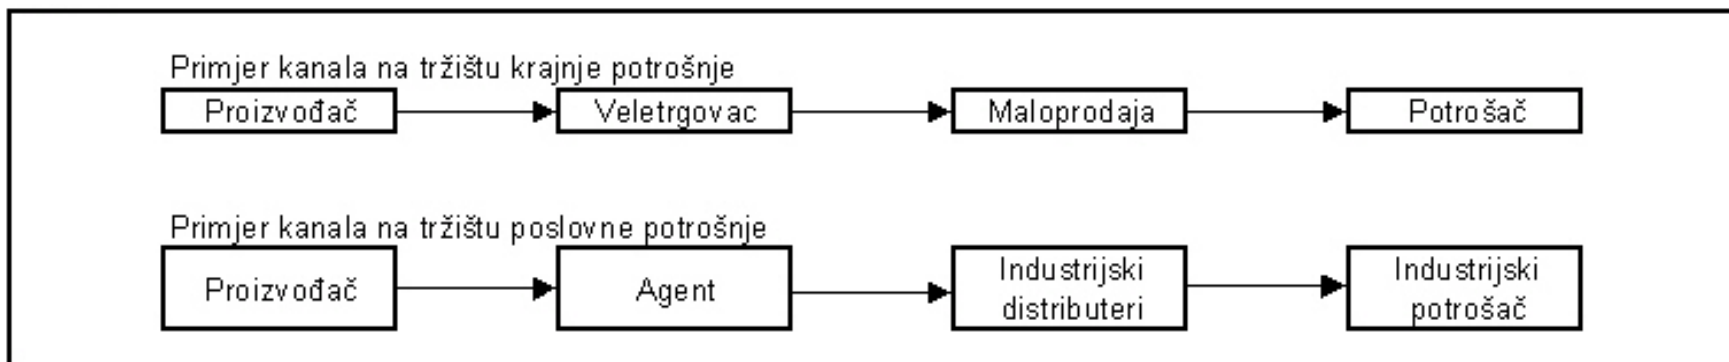 Primjer kanala na tržištu krajnje potrošnje
Proizvođač
Veletrgovac
Maloprodaja
Potrošač
Primjer kanala na tržištu poslovne potrošnje
Proizvođač
Agent
Industrijski
distributeri
Industrijski
potrošač